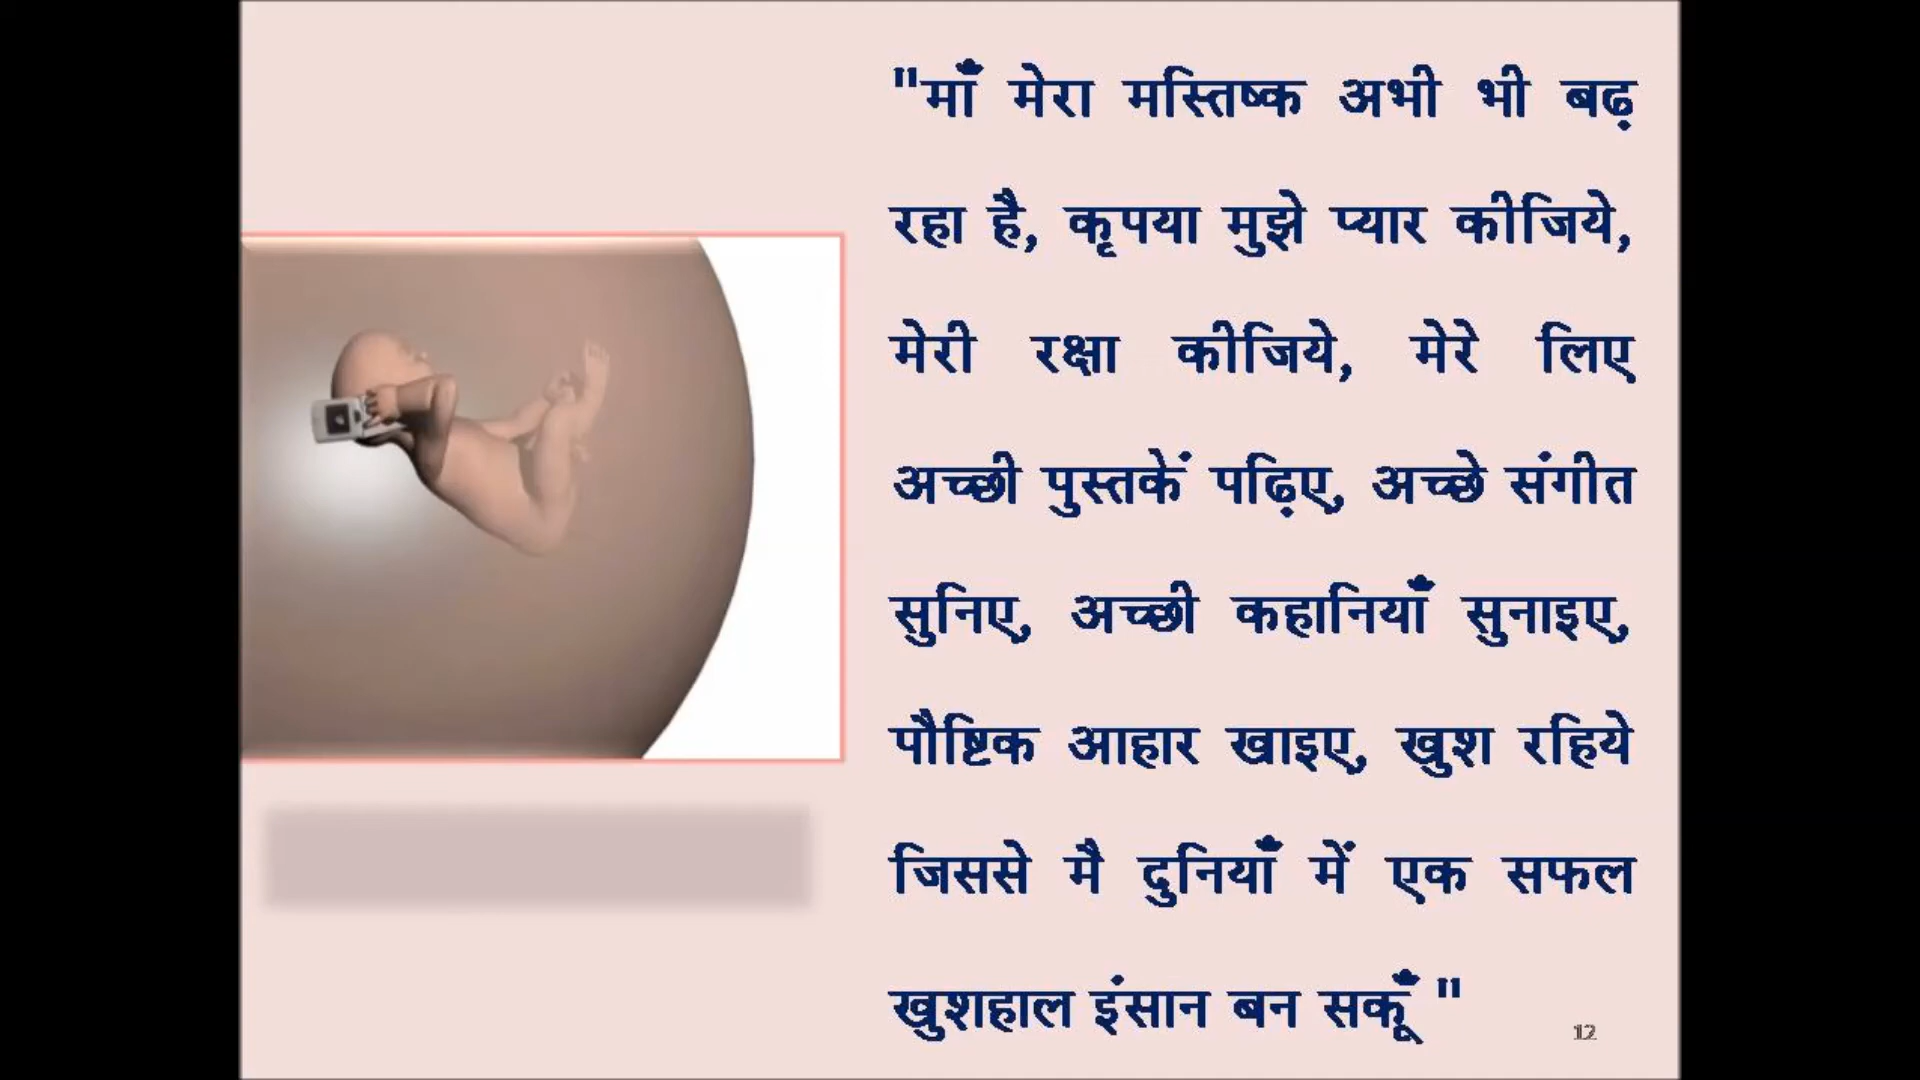 "माँ मेरा मस्तिष्क अभी भी बढ़
रहा है, कृपया मुझे प्यार कीजिये,
मेरी रक्षा कीजिये, मेरे लिए
अच्छी पुस्तकें पढ़िए, अच्छे संगीत
सुनिए, अच्छी कहानियाँ सुनाइए,
पौष्टिक आहार खाइए, खुश रहिये
जिससे मै दुनियाँ में एक सफल
खुशहाल इंसान बन सकूँ "
12